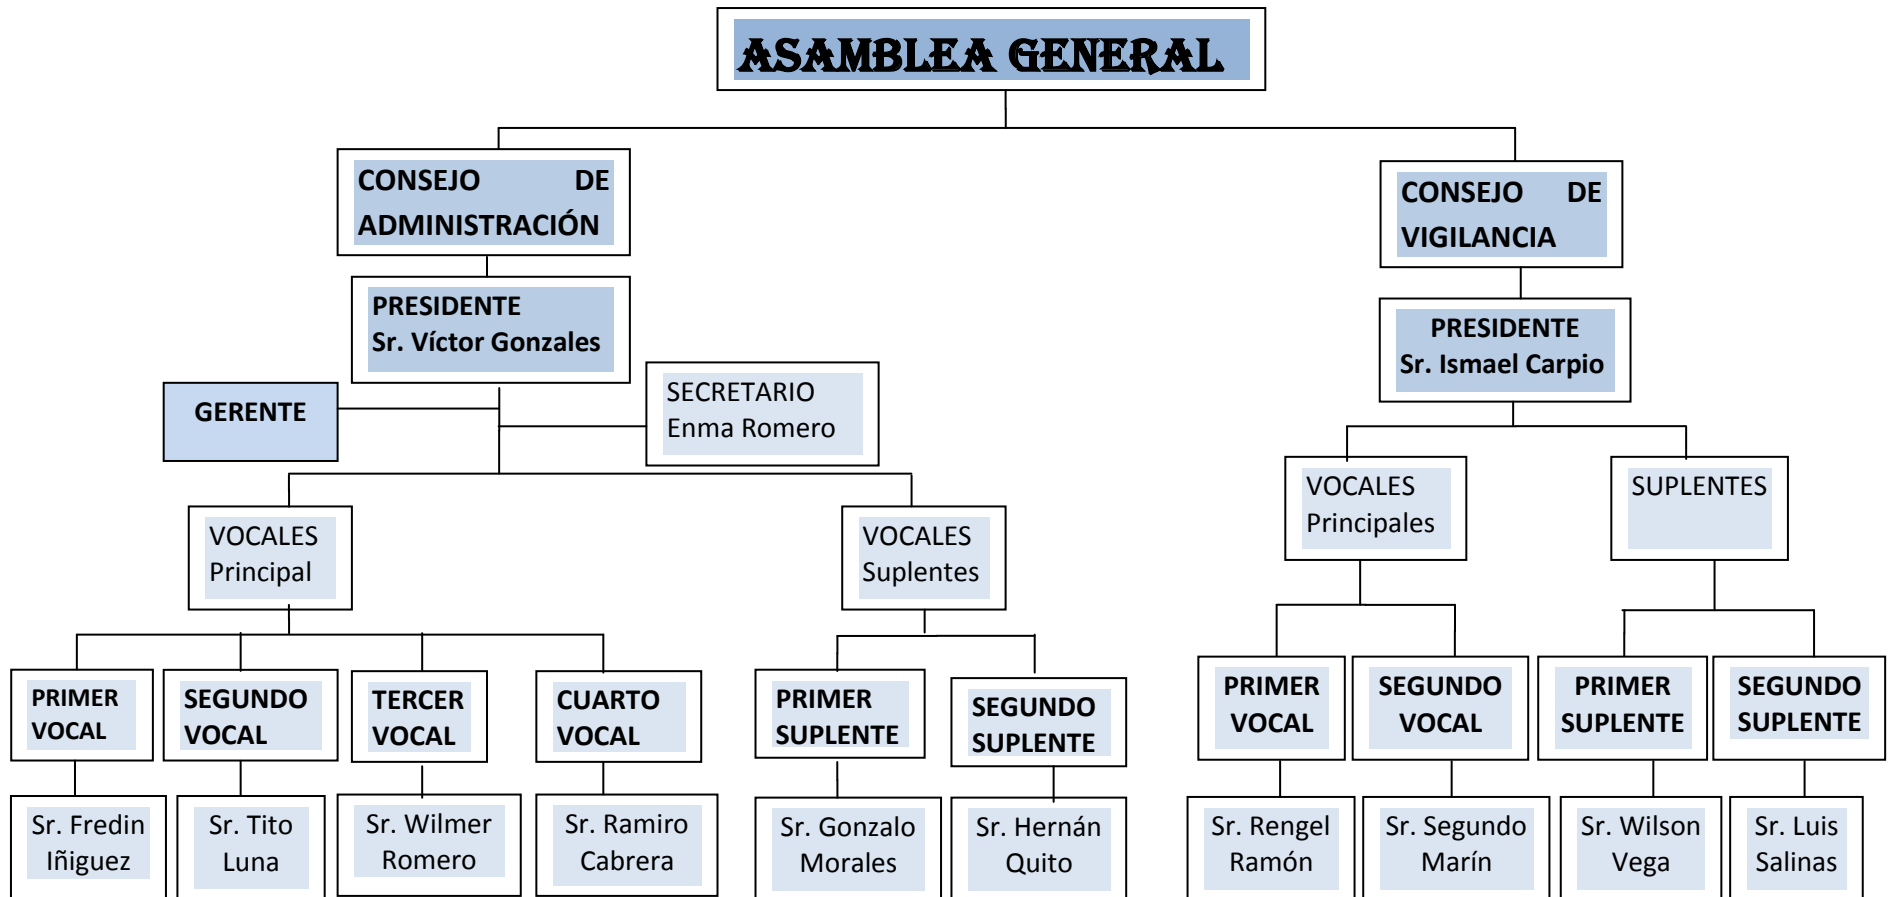 ASAMBLEA GENERAL
CONSEJO DE
ADMINISTRACIÓN
CONSEJO DE
VIGILANCIA
PRESIDENTE
Sr. Víctor Gonzales
PRESIDENTE
Sr. Ismael Carpio
GERENTE
SECRETARIO
Enma Romero
VOCALES
Principal
VOCALES
Suplentes
VOCALES
Principales
SUPLENTES
PRIMER
VOCAL
SEGUNDO
VOCAL
TERCER
VOCAL
CUARTO
VOCAL
PRIMER
SUPLENTE
SEGUNDO
SUPLENTE
PRIMER
VOCAL
SEGUNDO
VOCAL
PRIMER
SUPLENTE
SEGUNDO
SUPLENTE
Sr. Fredin
Iñiguez
Sr. Tito
Luna
Sr. Wilmer
Romero
Sr. Ramiro
Cabrera
Sr. Gonzalo
Morales
Sr. Hernán
Quito
Sr. Rengel
Ramón
Sr. Segundo
Marín
Sr. Wilson
Vega
Sr. Luis
Salinas